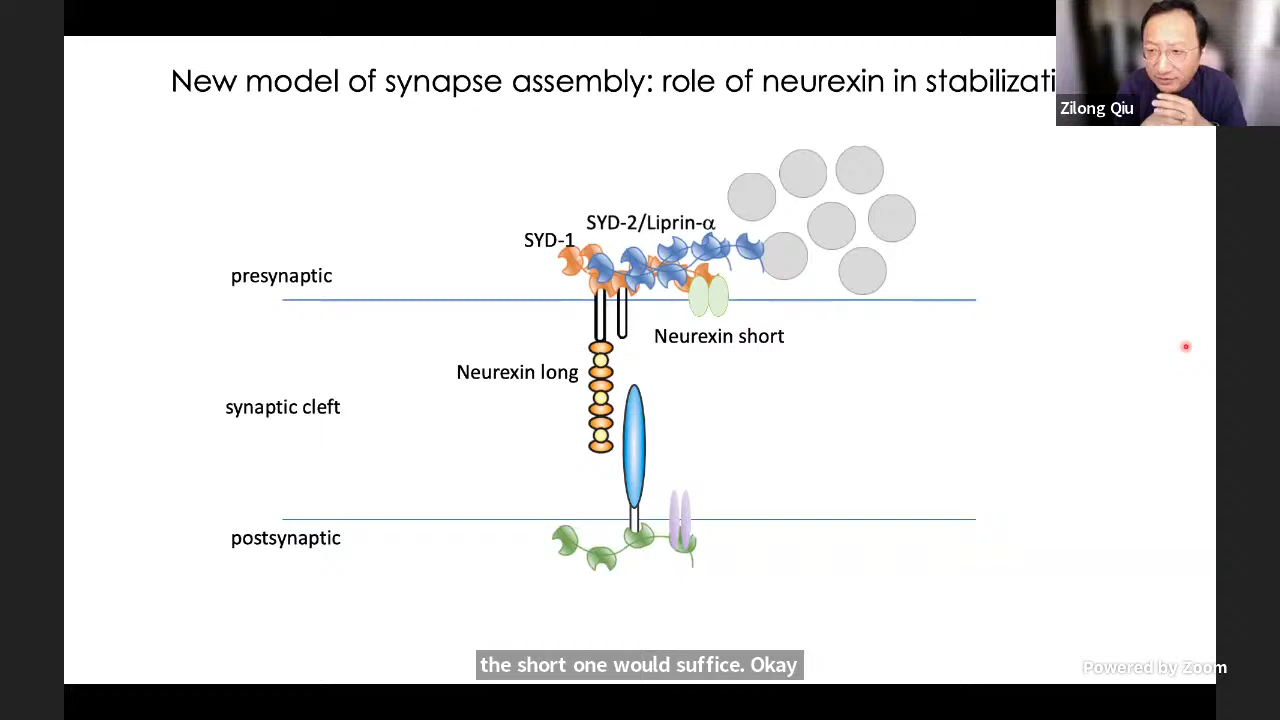 New model of synapse assembly: role of neurexin in stabilizati
Zilong Qiu
SYD-2/Liprin-α
SYD-1
presynaptic
Neurexin short
Neurexin long
synaptic cleft
postsynaptic
the short one would suffice. Okay
Powered by Zoom